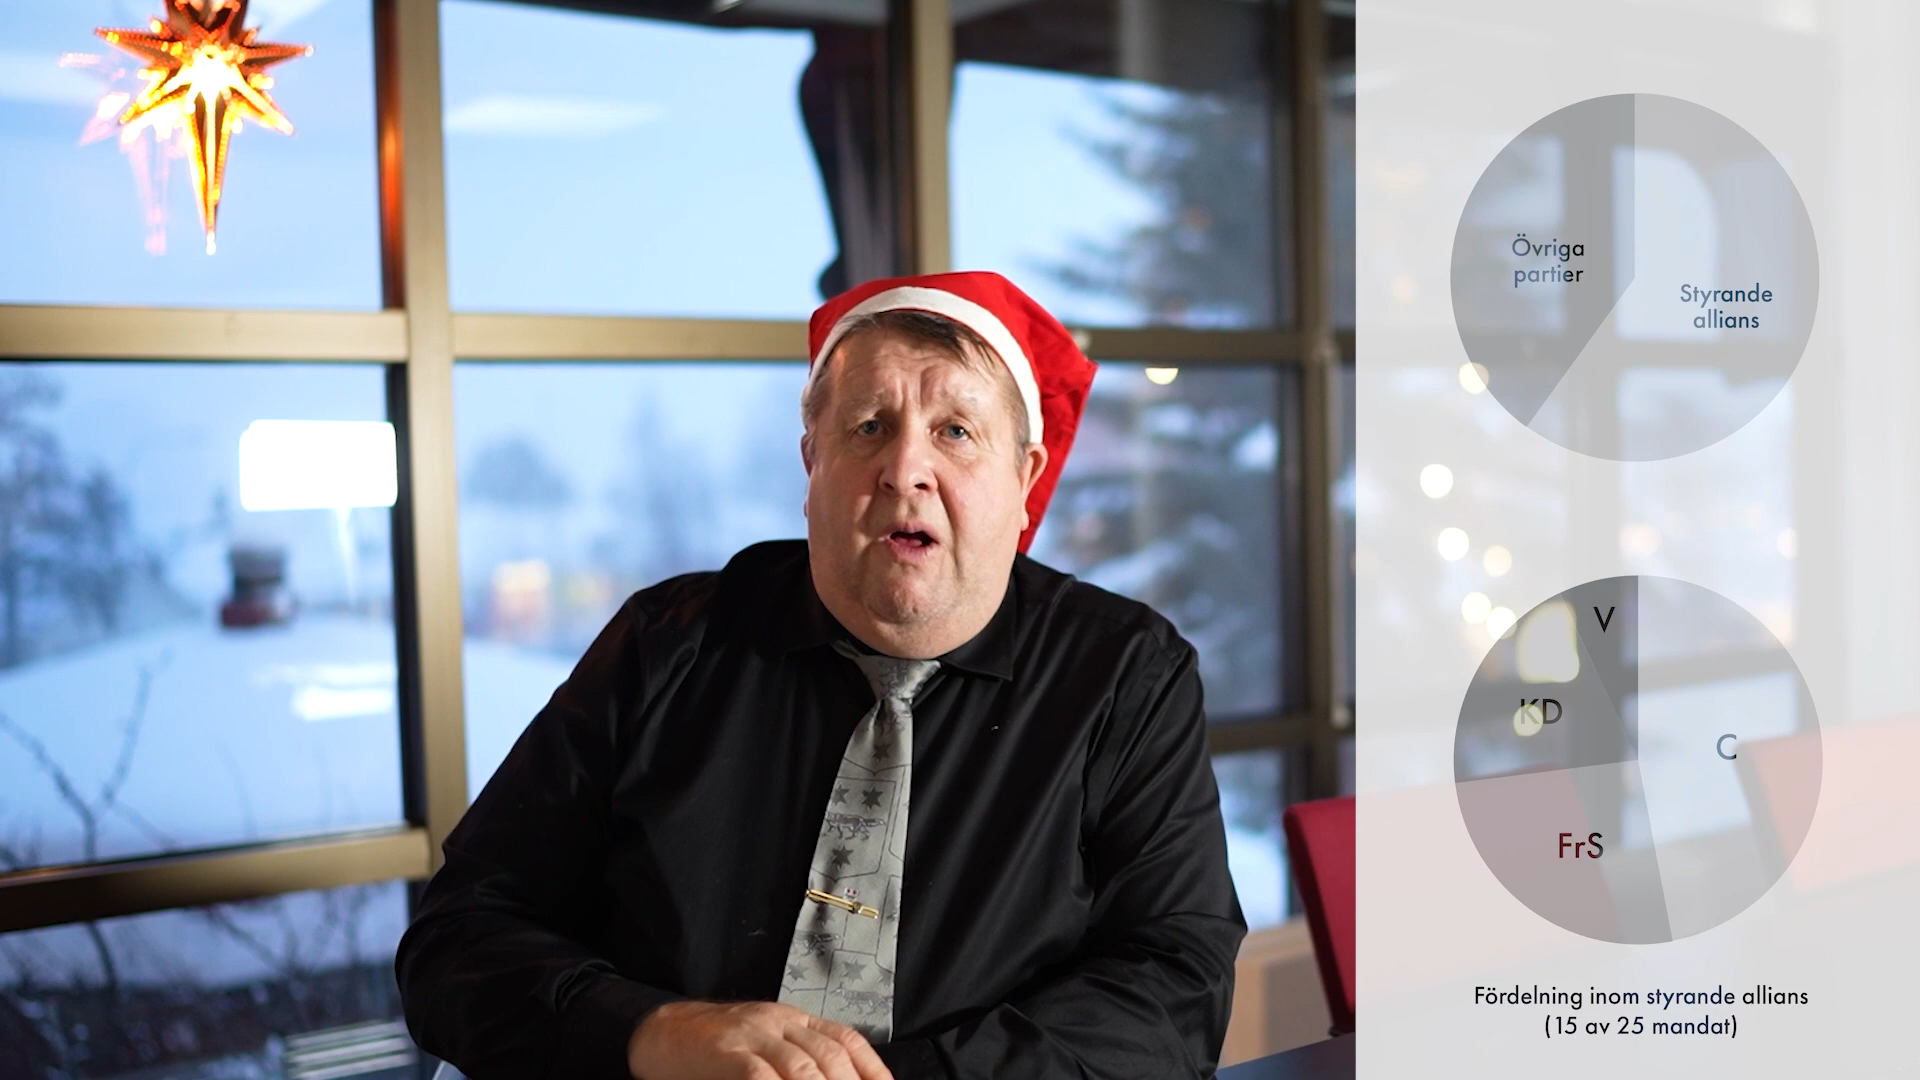 Övriga
partier
Styrande
allians
V
KD
C
FrS
Fördelning inom styrande allians
(15 av 25 mandat)